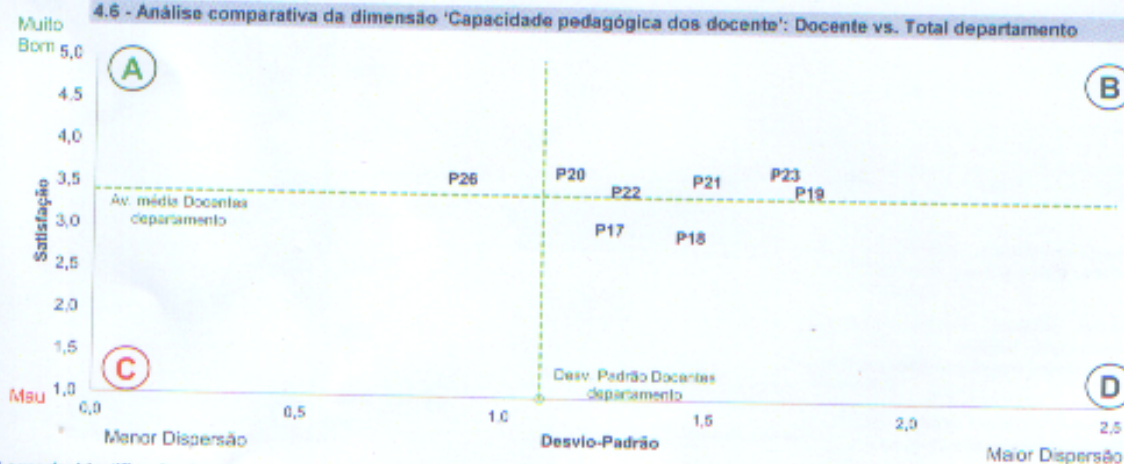 4.6 - Análise comparativa da dimensão 'Capacidade pedagógica dos docente': Docente vs. Total departamento
Muito
Bom 5,0
A
B
4.5
4,0
3,5
P26
P20
P22
P21
P23
P19
Av. média Docentes
departamento
Satisfação
3,0
P17
P18
2,5
2,0
1,5
C
Desv. Padrão Docentes
departamento
D
Mau 1,0
0,0
0,5
1.0
1,5
2,0
2,5
Menor Dispersão
Desvio-Padrão
Maior Dispersão